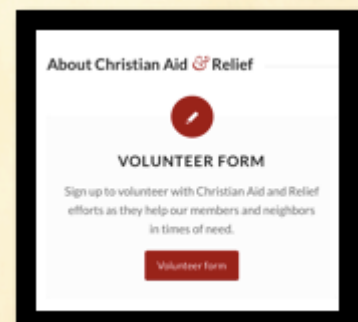 About Christian Aid & Relief
VOLUNTEER FORM
Sign up to volunteer with Christian Aid and Relief
efforts as they help our members and neighbors
in times of need.
Volunteer form